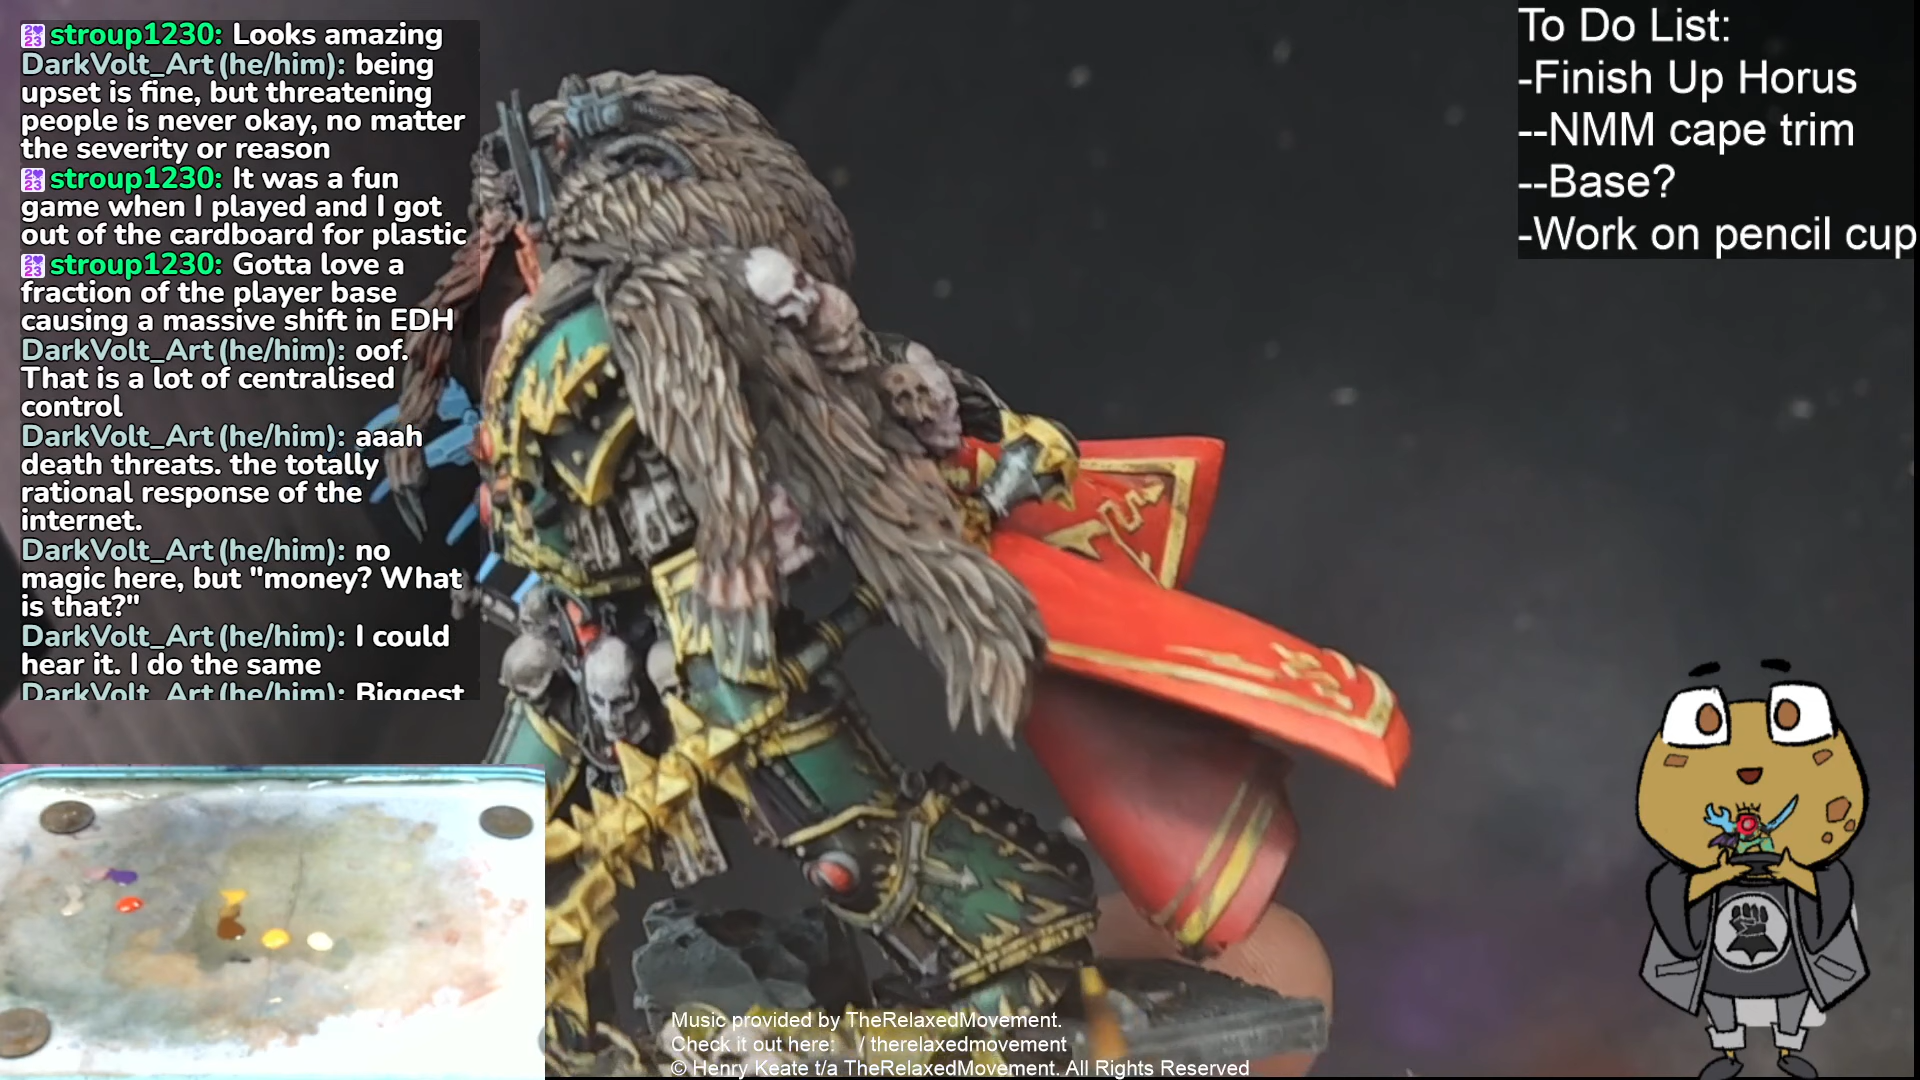 stroup1230: Looks amazing
DarkVolt_Art (he/him): being
upset is fine, but threatening
people is never okay, no matter
the severity or reason
stroup1230: It was a fun
game when I played and I got
out of the cardboard for plastic
stroup1230: Gotta love a
fraction of the player base
causing a massive shift in EDH
DarkVolt_Art (he/him): oof.
That is a lot of centralised
control
DarkVolt_Art (he/him): aaah
death threats. the totally
rational response of the
internet.
DarkVolt_Art (he/him): no
magic here, but "money? What
is that?"
DarkVolt_Art (he/him): I could
hear it. I do the same
DarkVolt_Art (he/him): Biggest
To Do List:
-Finish Up Horus
--NMM cape trim
--Base?
-Work on pencil cup
Music provided by TheRelaxedMovement.
Check it out here: / therelaxedmovement
© Henry Keate t/a TheRelaxedMovement. All Rights Reserved